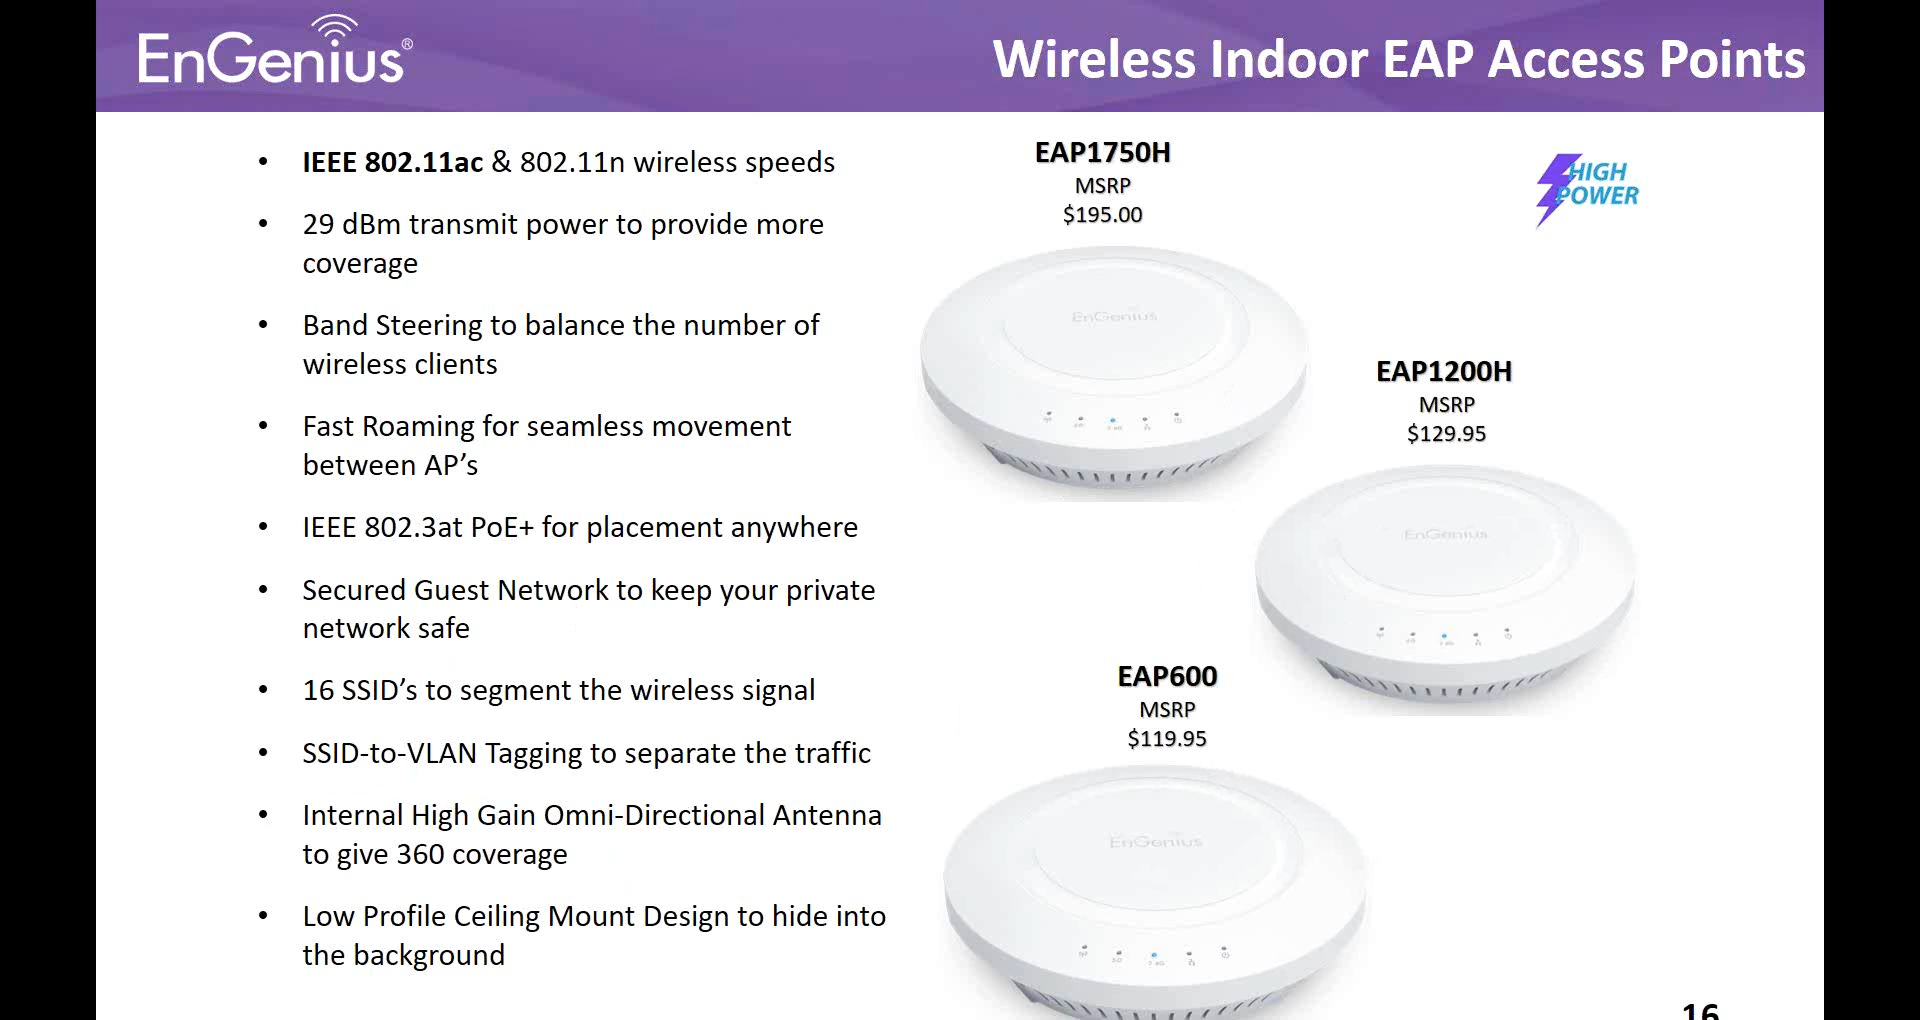 EnGenius®
Wireless Indoor EAP Access Points
• IEEE 802.11ac & 802.11n wireless speeds
• 29 dBm transmit power to provide more
coverage
• Band Steering to balance the number of
wireless clients
• Fast Roaming for seamless movement
between AP’s
• IEEE 802.3at PoE+ for placement anywhere
• Secured Guest Network to keep your private
network safe
• 16 SSID’s to segment the wireless signal
• SSID-to-VLAN Tagging to separate the traffic
• Internal High Gain Omni-Directional Antenna
to give 360 coverage
• Low Profile Ceiling Mount Design to hide into
the background
EAP1750H
MSRP
$195.00
HIGH
POWER
EnGenius
EAP1200H
MSRP
$129.95
EnGenius
EAP600
MSRP
$119.95
EnGenius
16